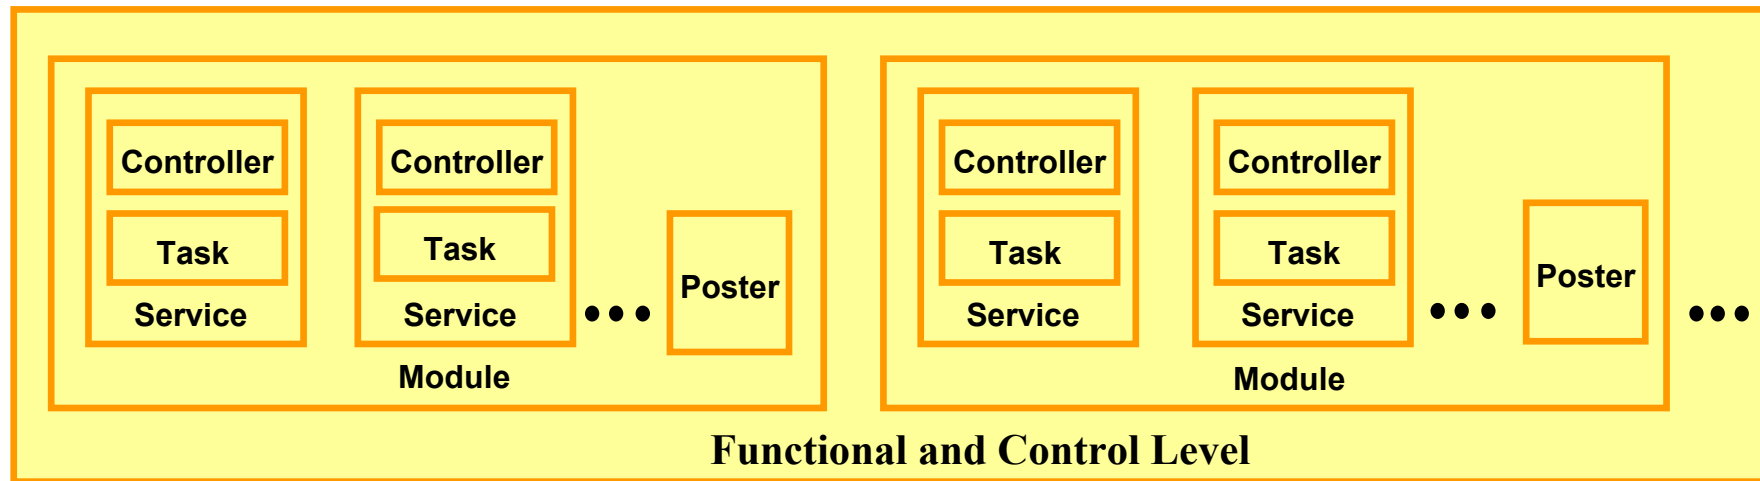 Controller
Task
Service
Controller
Task
Service
Poster
Module
Controller
Task
Service
Controller
Task
Service
Poster
Module
Functional and Control Level